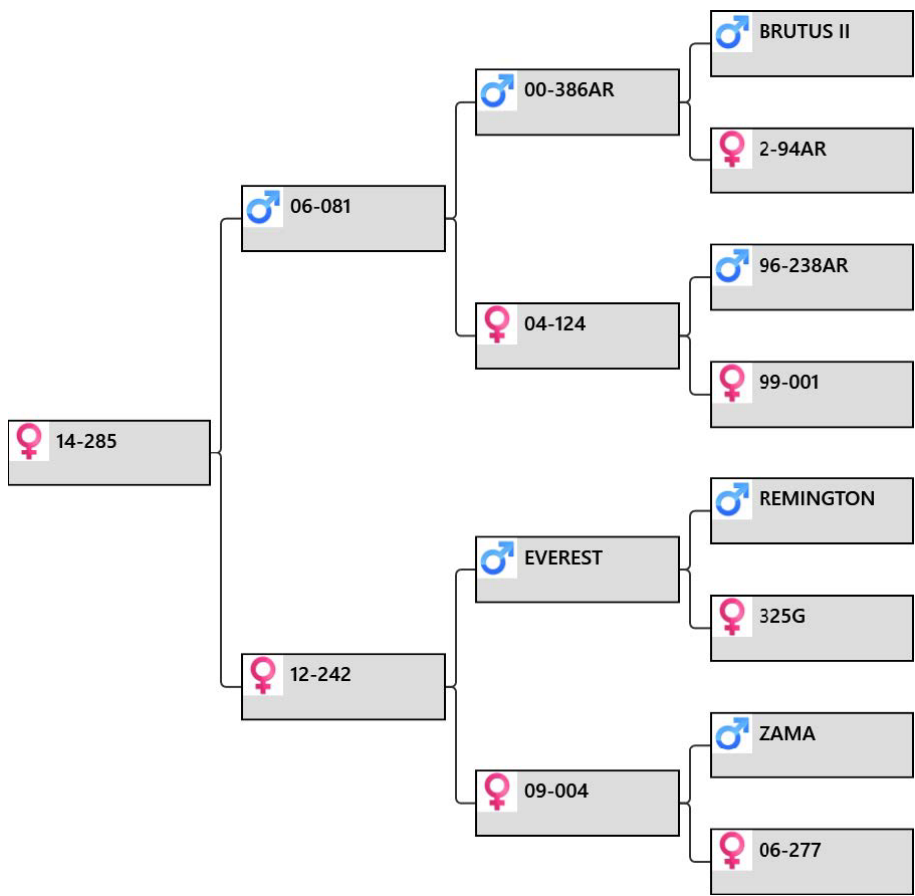 BRUTUS II
00-386AR
2-94AR
06-081
96-238AR
04-124
99-001
14-285
REMINGTON
EVEREST
325G
12-242
ZAMA
09-004
06-277